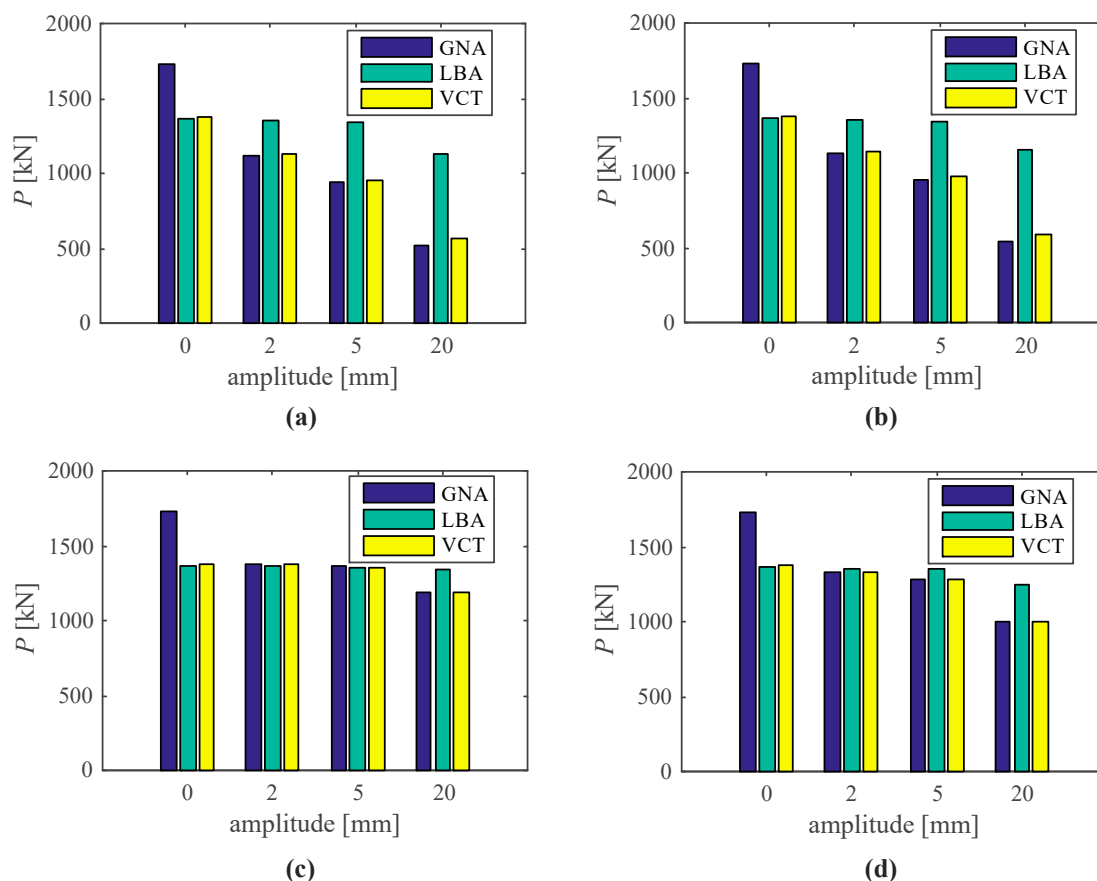 2000
1500
1000
500
0
P [kN]
GNA
LBA
VCT
0 2 5 20
amplitude [mm]
(a)
2000
1500
1000
500
0
P [kN]
GNA
LBA
VCT
0 2 5 20
amplitude [mm]
(b)
2000
1500
1000
500
0
P [kN]
GNA
LBA
VCT
0 2 5 20
amplitude [mm]
(c)
2000
1500
1000
500
0
P [kN]
GNA
LBA
VCT
0 2 5 20
amplitude [mm]
(d)